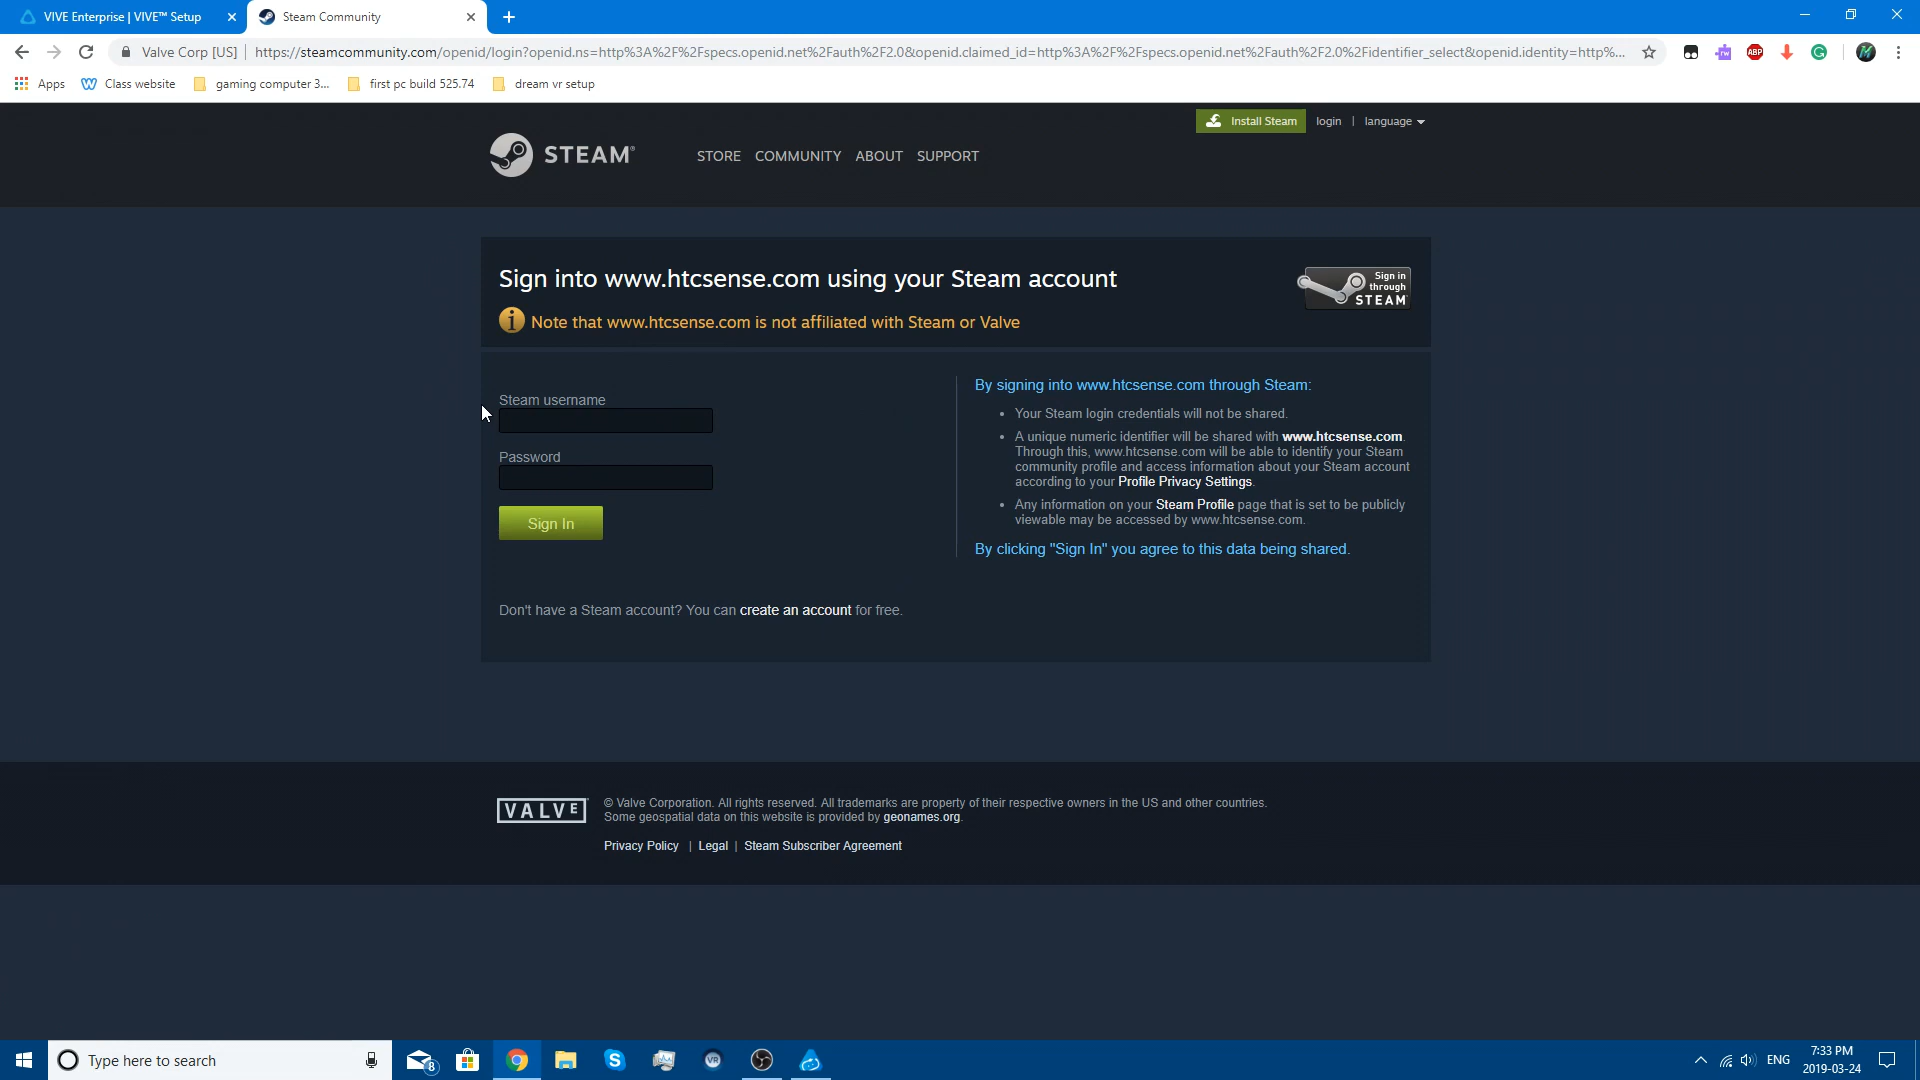 VIVE Enterprise | VIVE™ Setup
Steam Community
Valve Corp [US]
https://steamcommunity.com/openid/login?openid.ns=http%3A%2F%2Fspecs.openid.net%2Fauth%2F2.0&openid.claimed_id=http%3A%2F%2Fspecs.openid.net%2Fauth%2F2.0%2Fidentifier_select&openid.identity=http%...
ABP
Apps
Class website
gaming computer 3...
first pc build 525.74
dream vr setup
Install Steam
login | language
STEAM®
STORE COMMUNITY ABOUT SUPPORT
Sign into www.htcsense.com using your Steam account
Note that www.htcsense.com is not affiliated with Steam or Valve
Sign in
through
STEAM
Steam username
Password
Sign In
Don't have a Steam account? You can create an account for free.
By signing into www.htcsense.com through Steam:
• Your Steam login credentials will not be shared.
• A unique numeric identifier will be shared with www.htcsense.com.
Through this, www.htcsense.com will be able to identify your Steam
community profile and access information about your Steam account
according to your Profile Privacy Settings.
• Any information on your Steam Profile page that is set to be publicly
viewable may be accessed by www.htcsense.com.
By clicking "Sign In" you agree to this data being shared.
VALVE
© Valve Corporation. All rights reserved. All trademarks are property of their respective owners in the US and other countries.
Some geospatial data on this website is provided by geonames.org.
Privacy Policy | Legal | Steam Subscriber Agreement
Type here to search
8
VR
ENG
7:33 PM
2019-03-24